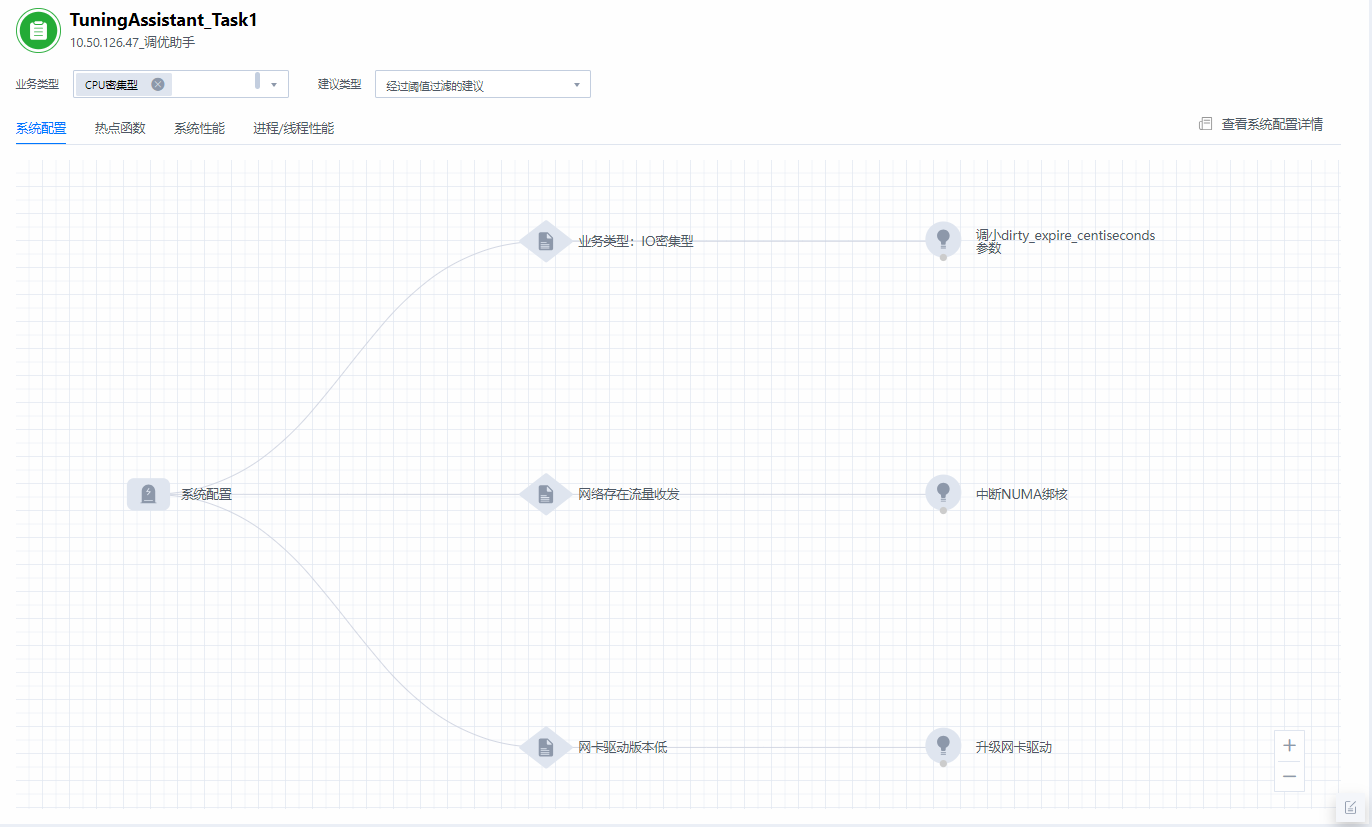 TuningAssistant_Task1
10.50.126.47_调优助手
业务类型 CPU密集型 建议类型 经过阈值过滤的建议
系统配置 热点函数 系统性能 进程/线程性能 查看系统配置详情
业务类型：IO密集型
调小dirty_expire_centiseconds
参数
系统配置 网络存在流量收发 中断NUMA绑核
网卡驱动版本低 升级网卡驱动